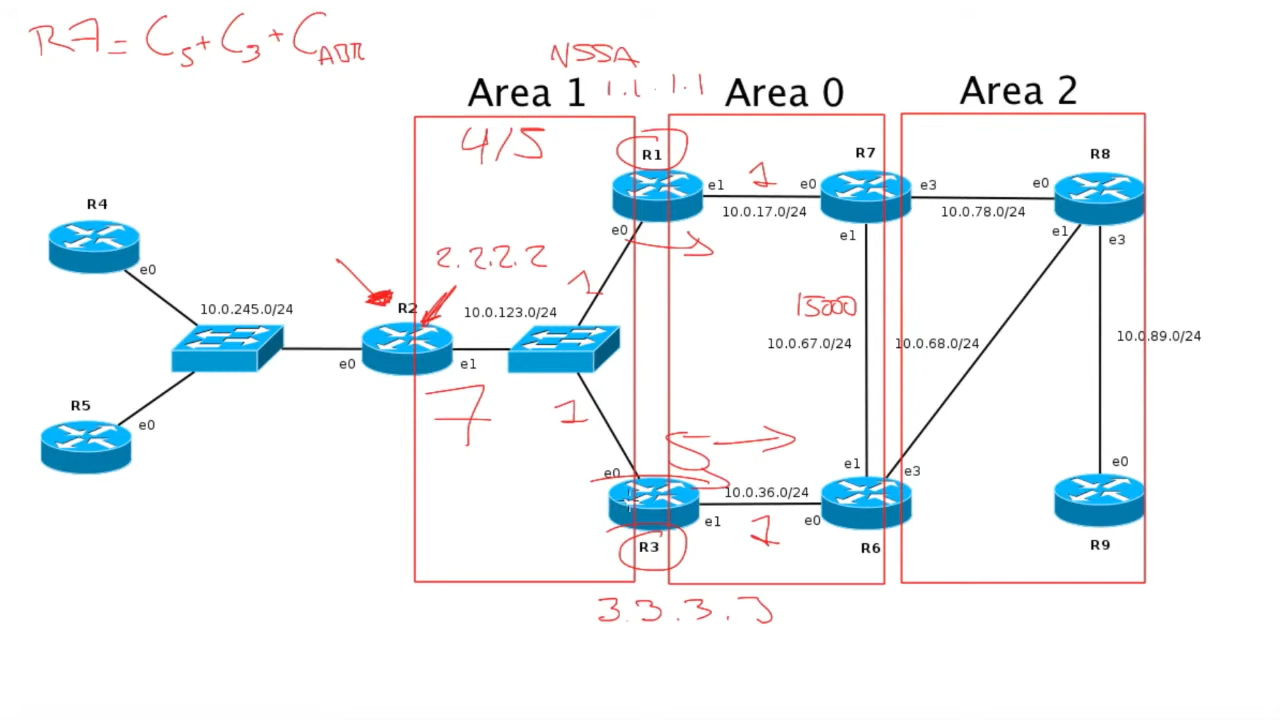 R7 = C5 + C3 + CABR
NSSA
Area 1
1.1.1.1
Area 0
Area 2
4/5
R1
R7
R8
e1
1
e0
e3
e0
10.0.17.0/24
10.0.78.0/24
R4
e0
e1
e1
e3
e0
2.2.2.2
1
R2
10.0.245.0/24
10.0.123.0/24
15000
10.0.67.0/24
10.0.68.0/24
10.0.89.0/24
e0
e1
R5
7
1
e0
e0
5
e1
e3
e0
10.0.36.0/24
e1
1
e0
R3
R6
R9
3.3.3.3